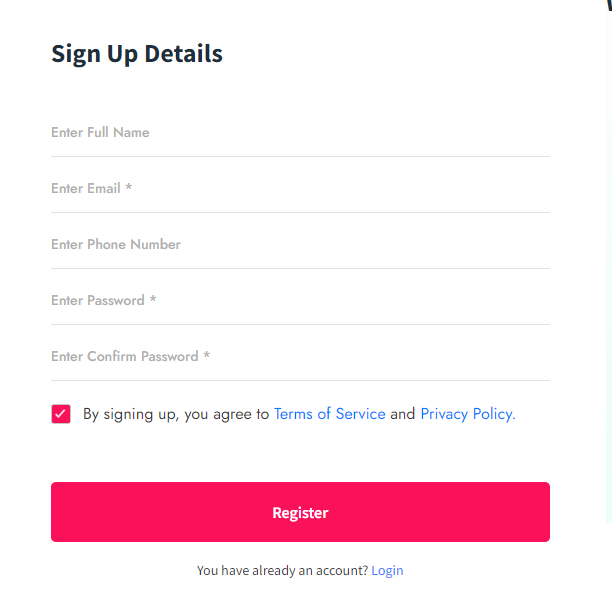 Sign Up Details
Enter Full Name
Enter Email *
Enter Phone Number
Enter Password *
Enter Confirm Password *
By signing up, you agree to Terms of Service and Privacy Policy.
Register
You have already an account? Login